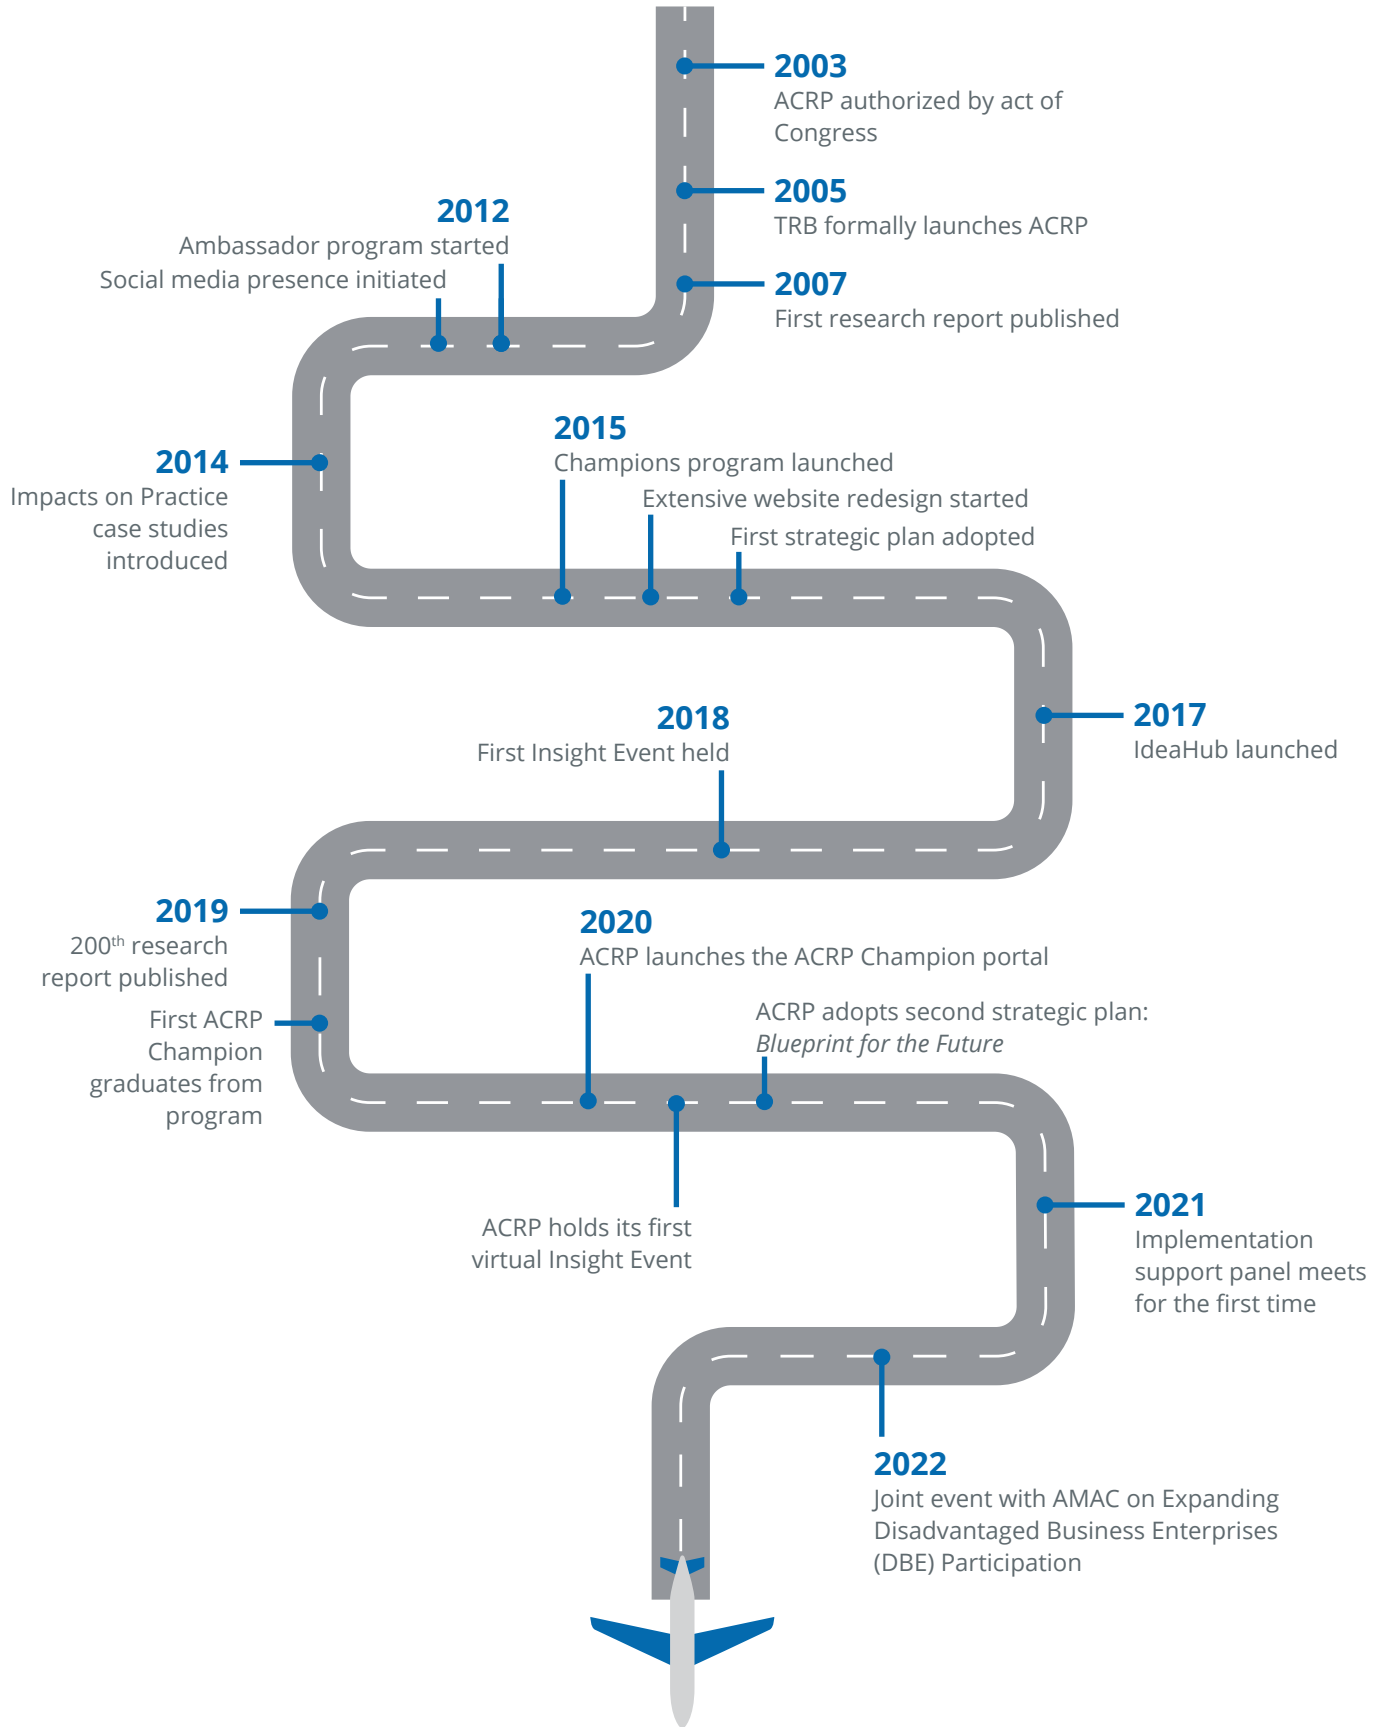 2003
ACRP authorized by act of
Congress
2005
TRB formally launches ACRP
2007
First research report published
2012
Ambassador program started
Social media presence initiated
2014
Impacts on Practice
case studies
introduced
2015
Champions program launched
Extensive website redesign started
First strategic plan adopted
2017
IdeaHub launched
2018
First Insight Event held
2019
200th research
report published
First ACRP
Champion
graduates from
program
2020
ACRP launches the ACRP Champion portal
ACRP holds its first
virtual Insight Event
ACRP adopts second strategic plan:
Blueprint for the Future
2021
Implementation
support panel meets
for the first time
2022
Joint event with AMAC on Expanding
Disadvantaged Business Enterprises
(DBE) Participation